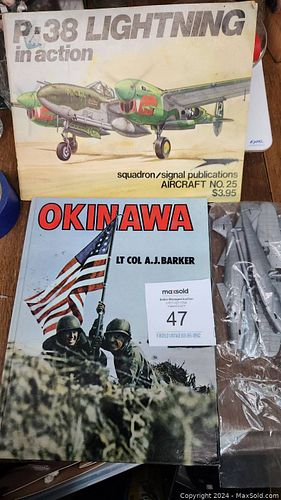 P-38 LIGHTNING
in action
squadron/signal publications
AIRCRAFT NO. 25
$3.95
OKINAWA
LT COL A.J.BARKER
maxsold
47
Copyright © 2024 - MaxSold.com